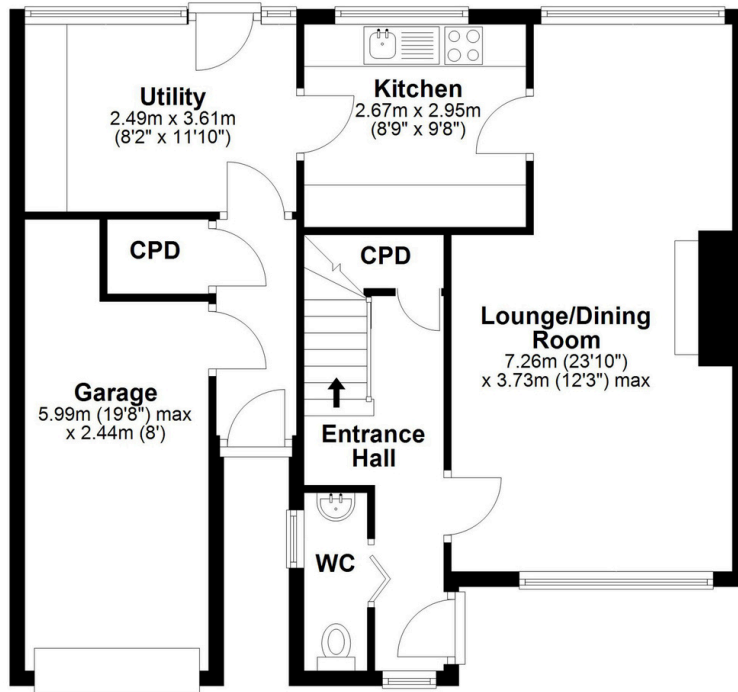 Utility
2.49m x 3.61m
(8'2" x 11'10")
Kitchen
2.67m x 2.95m
(8'9" x 9'8")
CPD
CPD
Lounge/Dining
Room
7.26m (23'10")
x 3.73m (12'3") max
Garage
5.99m (19'8") max
x 2.44m (8')
Entrance
Hall
WC